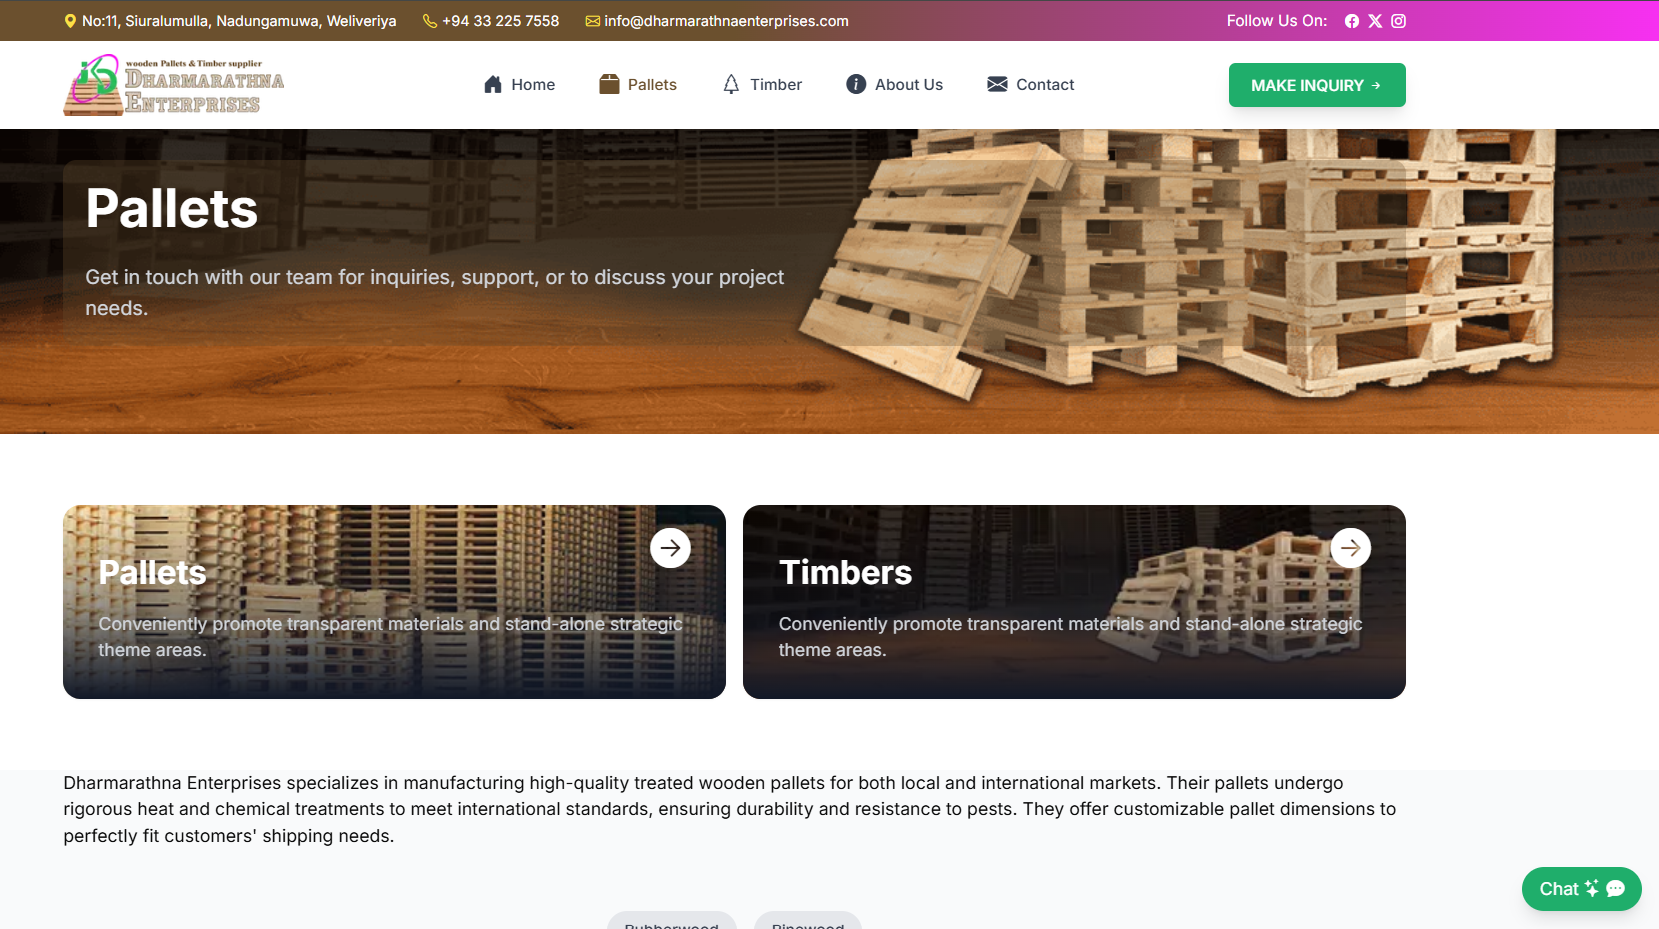 No:11, Siuralumulla, Nadungamuwa, Weliveriya
+94 33 225 7558
info@dharmarathnaenterprises.com
Follow Us On:
wooden Pallets & Timber supplier
DHARMARATHNA
ENTERPRISES
Home
Pallets
Timber
About Us
Contact
MAKE INQUIRY
Pallets
Get in touch with our team for inquiries, support, or to discuss your project
needs.
Pallets
Conveniently promote transparent materials and stand-alone strategic
theme areas.
Timbers
Conveniently promote transparent materials and stand-alone strategic
theme areas.
Dharmarathna Enterprises specializes in manufacturing high-quality treated wooden pallets for both local and international markets. Their pallets undergo
rigorous heat and chemical treatments to meet international standards, ensuring durability and resistance to pests. They offer customizable pallet dimensions to
perfectly fit customers' shipping needs.
Chat
Rubberwood
Pinewood